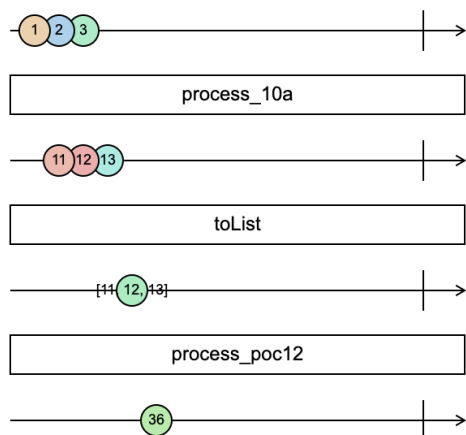 1 2 3
process_10a
11 12 13
toList
[11, 12, 13]
process_poc12
36